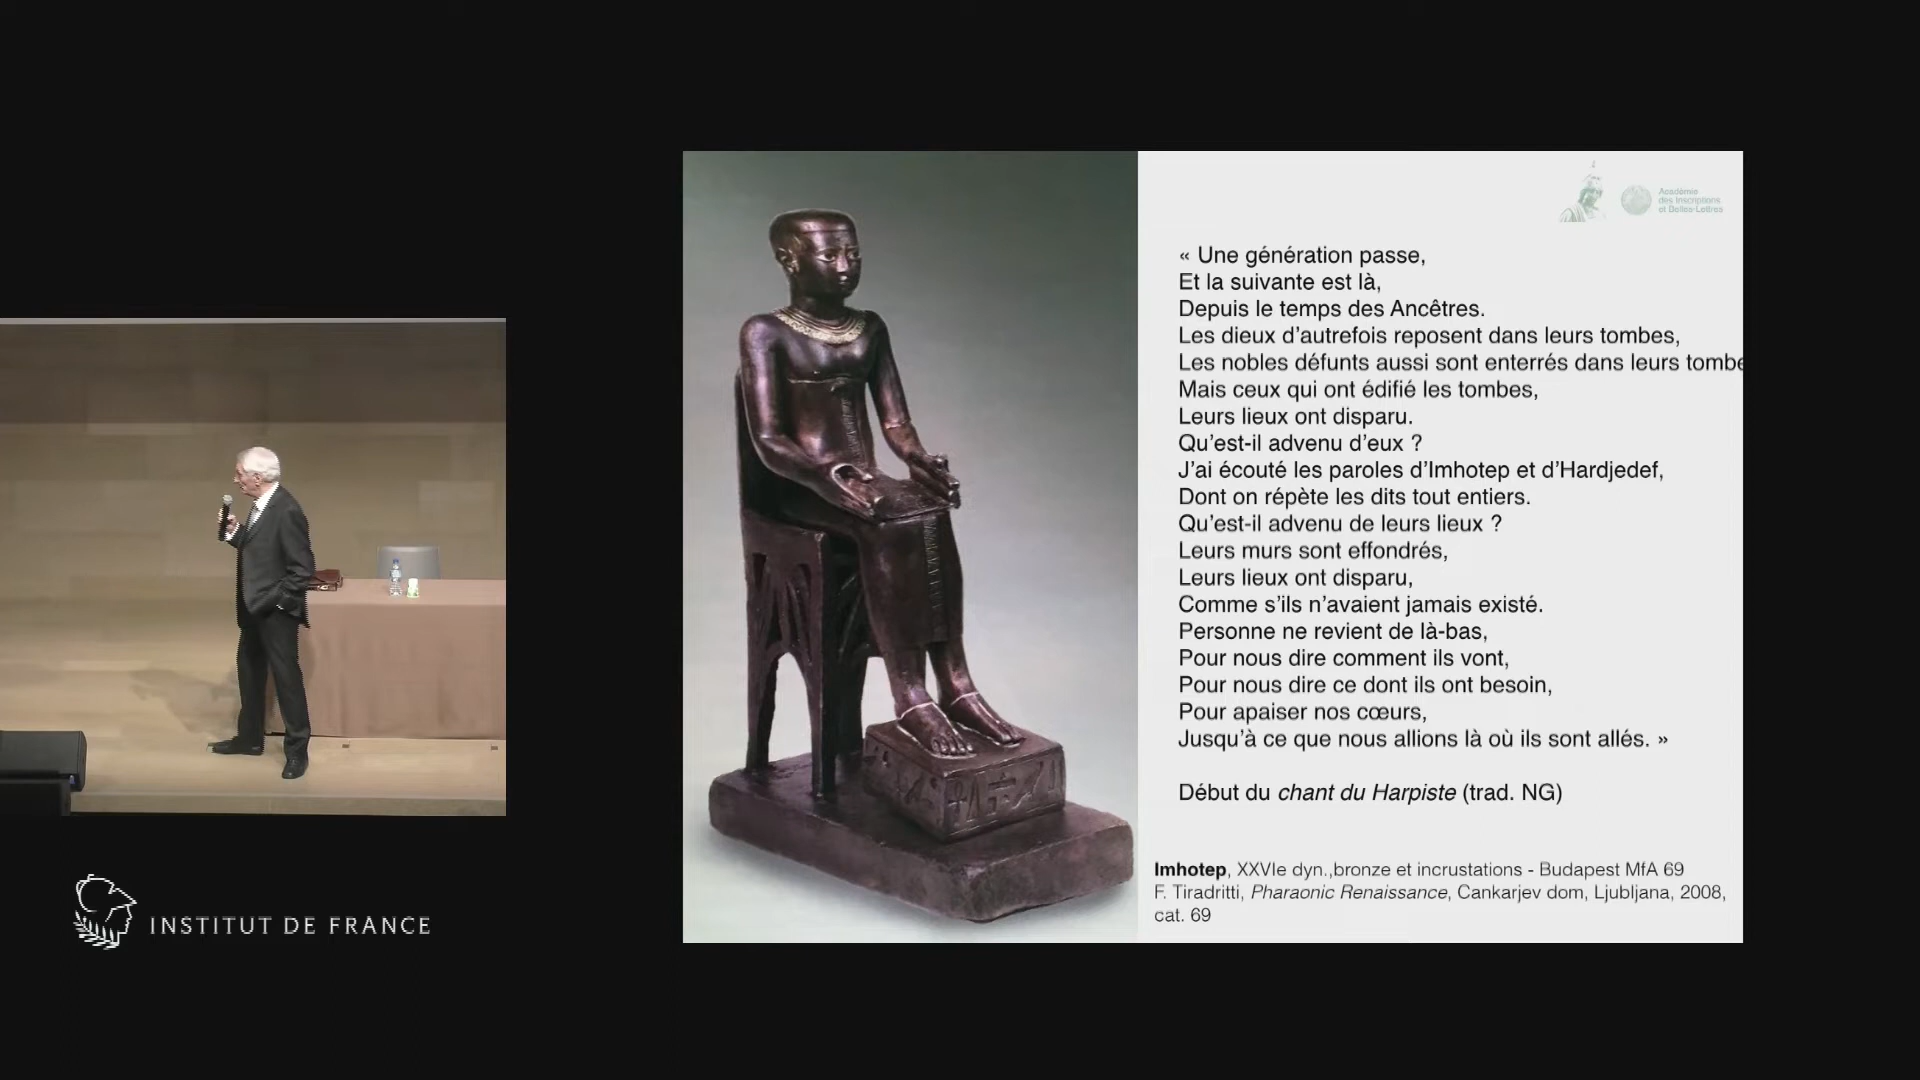 Académie
des Inscriptions
et Belles-Lettres
« Une génération passe,
Et la suivante est là,
Depuis le temps des Ancêtres.
Les dieux d’autrefois reposent dans leurs tombes,
Les nobles défunts aussi sont enterrés dans leurs tombe
Mais ceux qui ont édifié les tombes,
Leurs lieux ont disparu.
Qu’est-il advenu d’eux ?
J’ai écouté les paroles d’Imhotep et d’Hardjedef,
Dont on répète les dits tout entiers.
Qu’est-il advenu de leurs lieux ?
Leurs murs sont effondrés,
Leurs lieux ont disparu,
Comme s’ils n’avaient jamais existé.
Personne ne revient de là-bas,
Pour nous dire comment ils vont,
Pour nous dire ce dont ils ont besoin,
Pour apaiser nos cœurs,
Jusqu’à ce que nous allions là où ils sont allés. »
Début du chant du Harpiste (trad. NG)
Imhotep, XXVIe dyn.,bronze et incrustations - Budapest MfA 69
F. Tiradritti, Pharaonic Renaissance, Cankarjev dom, Ljubljana, 2008,
cat. 69
INSTITUT DE FRANCE